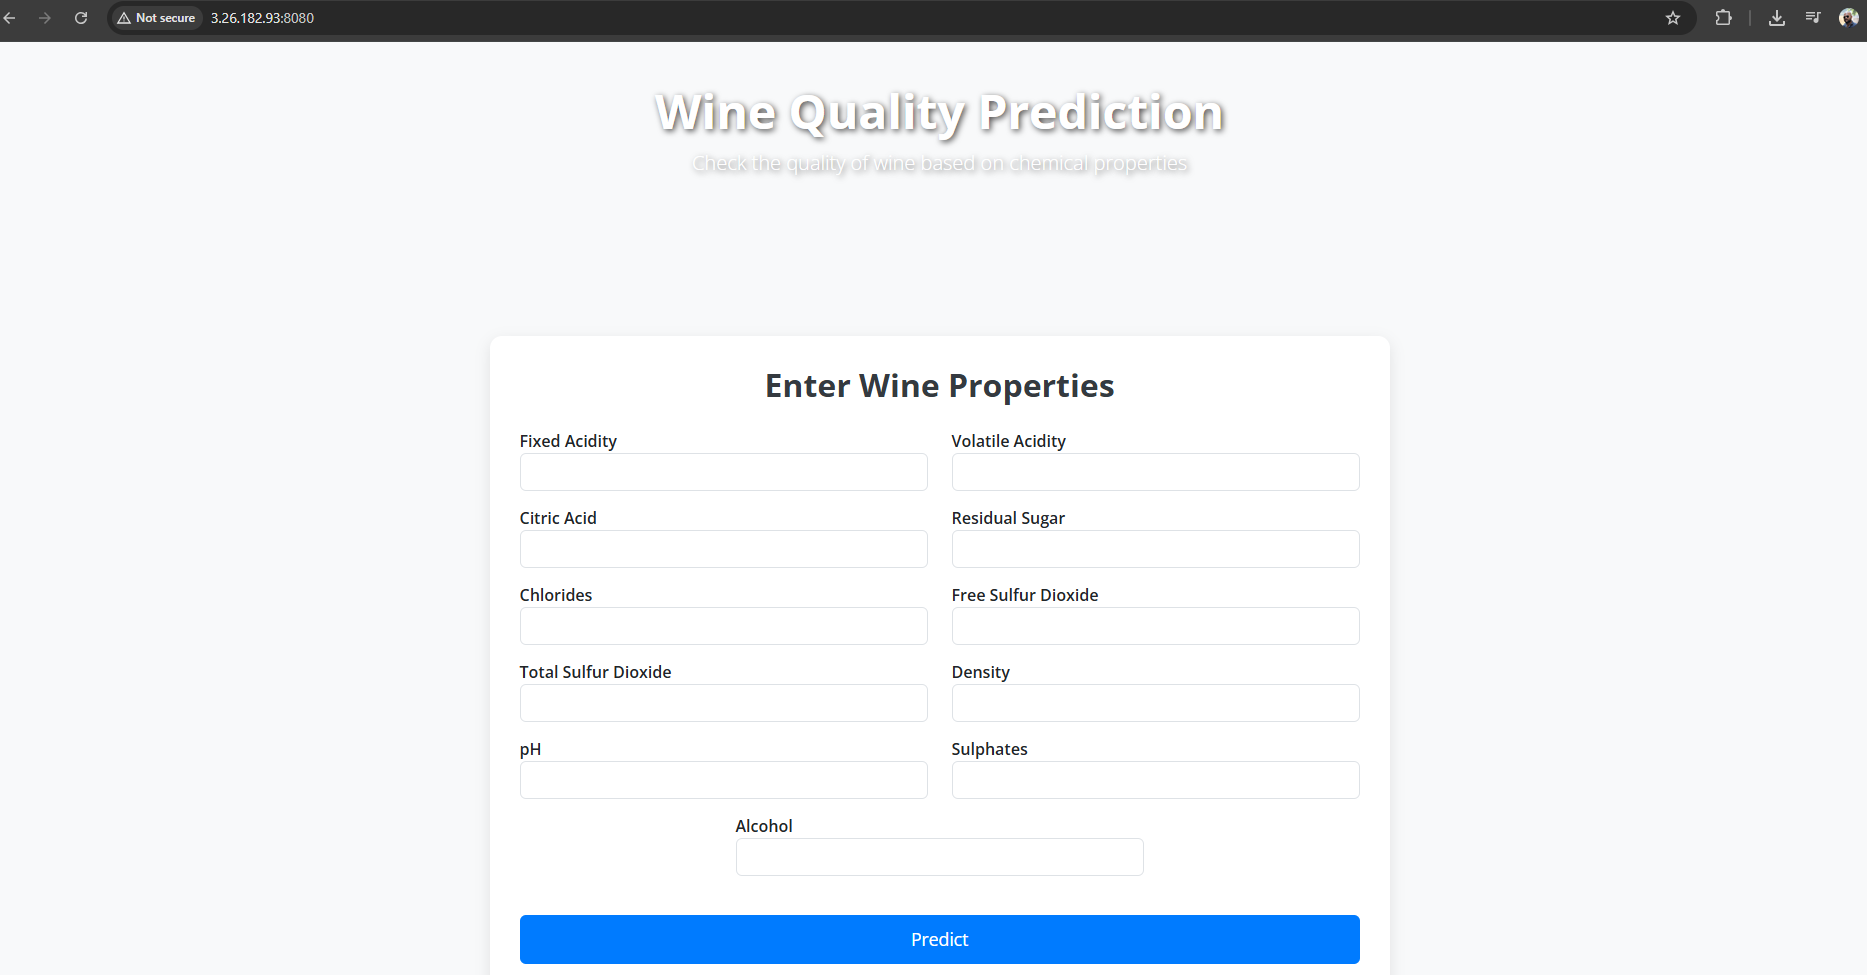 Not secure 3.26.182.93:8080
Wine Quality Prediction
Check the quality of wine based on chemical properties
Enter Wine Properties
Fixed Acidity Volatile Acidity
Citric Acid Residual Sugar
Chlorides Free Sulfur Dioxide
Total Sulfur Dioxide Density
pH Sulphates
Alcohol
Predict